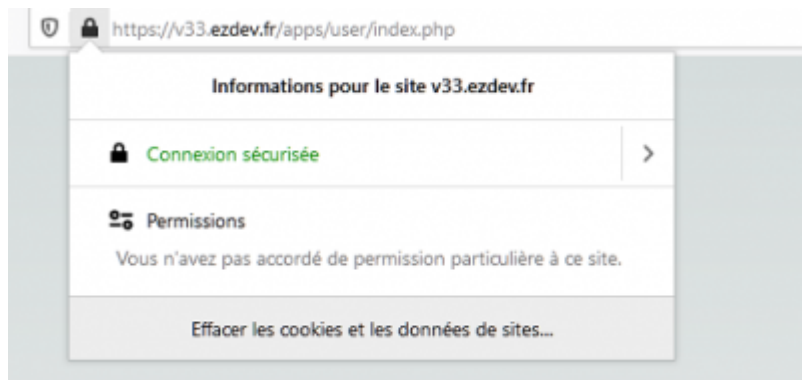 https://v33.ezdev.fr/apps/user/index.php
Informations pour le site v33.ezdev.fr
Connexion sécurisée
Permissions
Vous n'avez pas accordé de permission particulière à ce site.
Effacer les cookies et les données de sites...